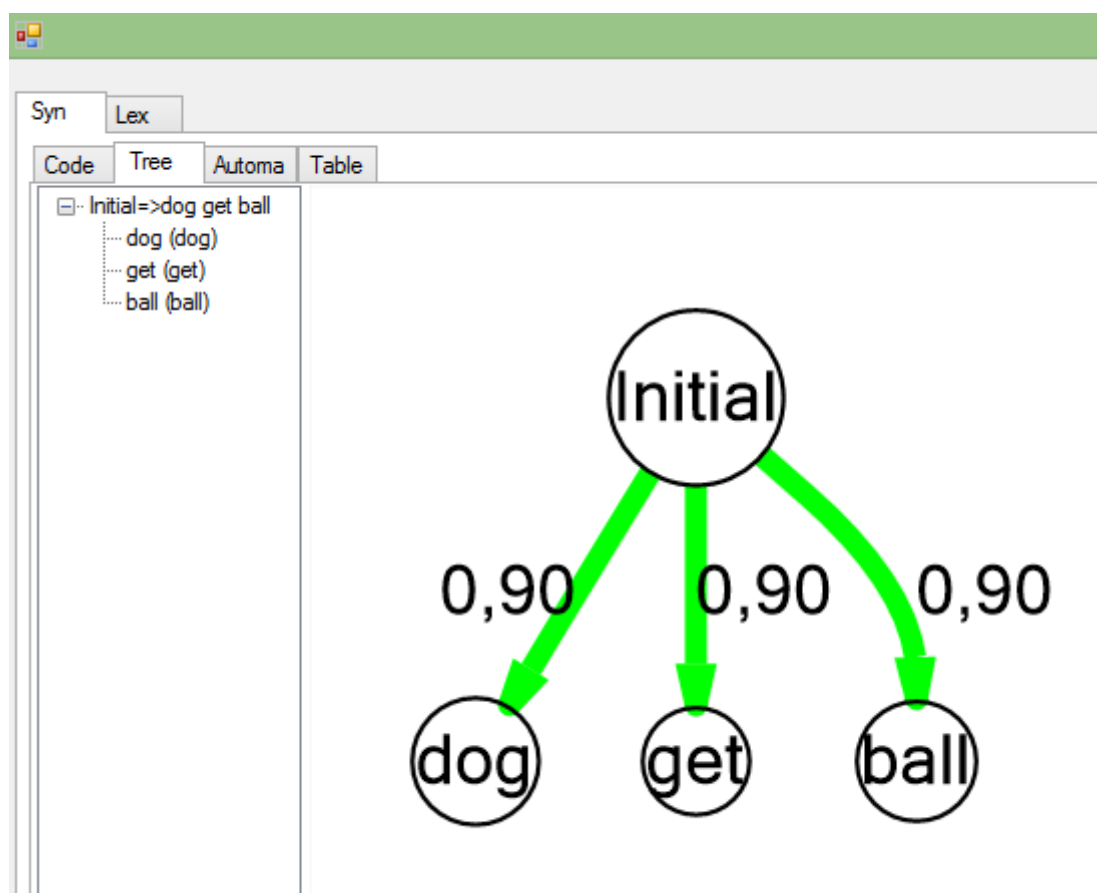 Syn Lex
Code Tree Automa Table
Initial=>dog get ball
dog (dog)
get (get)
ball (ball)
Initial
0,90 0,90 0,90
dog get ball